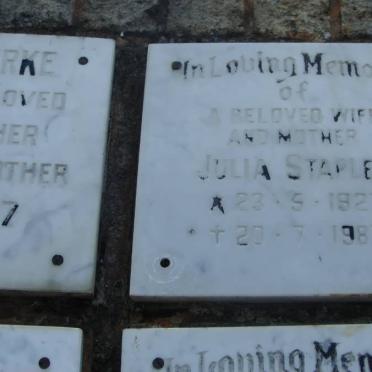 RKE
LOVED
HER
OTHER
7
In Loving Memo
of
A BELOVED WIFE
AND MOTHER
JULIA STAPLE
★ 23-5-192
✝ 20-7-198
In Loving Mem